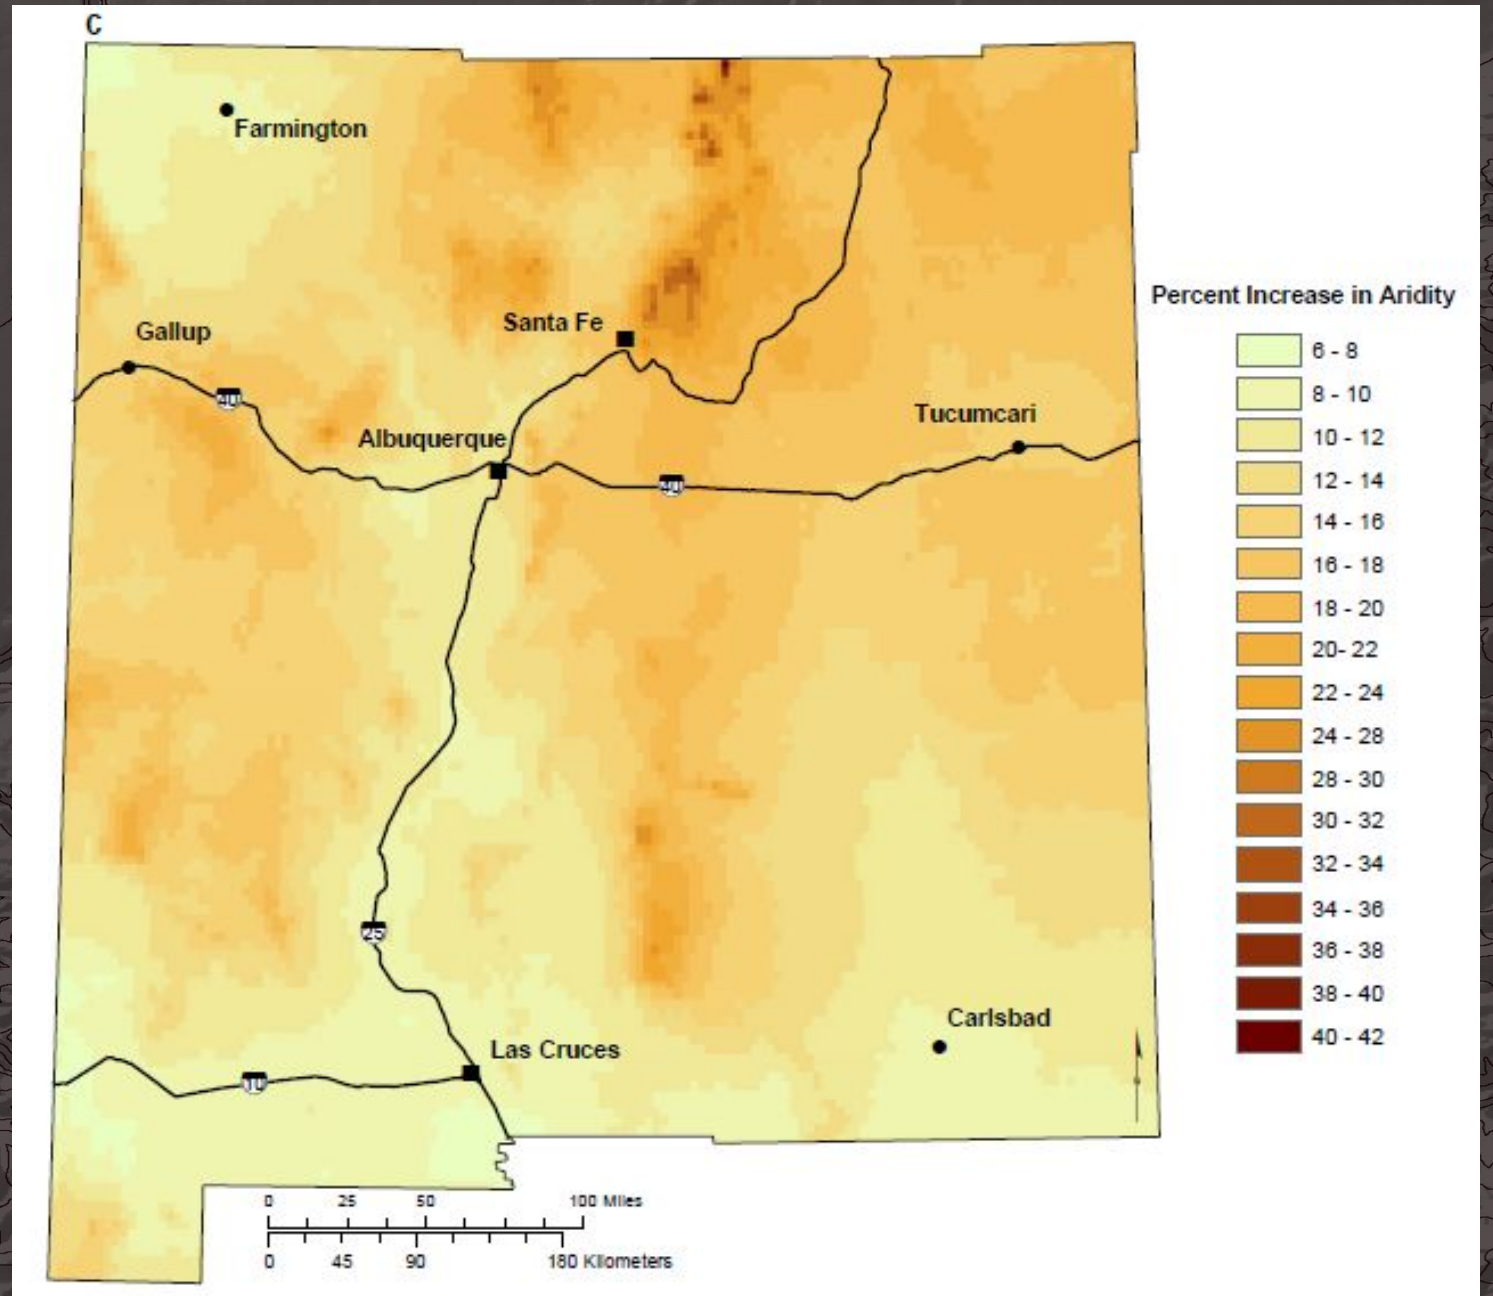 C
Farmington
Gallup
Santa Fe
40
Albuquerque
Tucumcari
40
25
Carlsbad
Las Cruces
10
0 25 50 100 Miles
0 45 90 180 Kilometers
Percent Increase in Aridity
6 - 8
8 - 10
10 - 12
12 - 14
14 - 16
16 - 18
18 - 20
20- 22
22 - 24
24 - 28
28 - 30
30 - 32
32 - 34
34 - 36
36 - 38
38 - 40
40 - 42